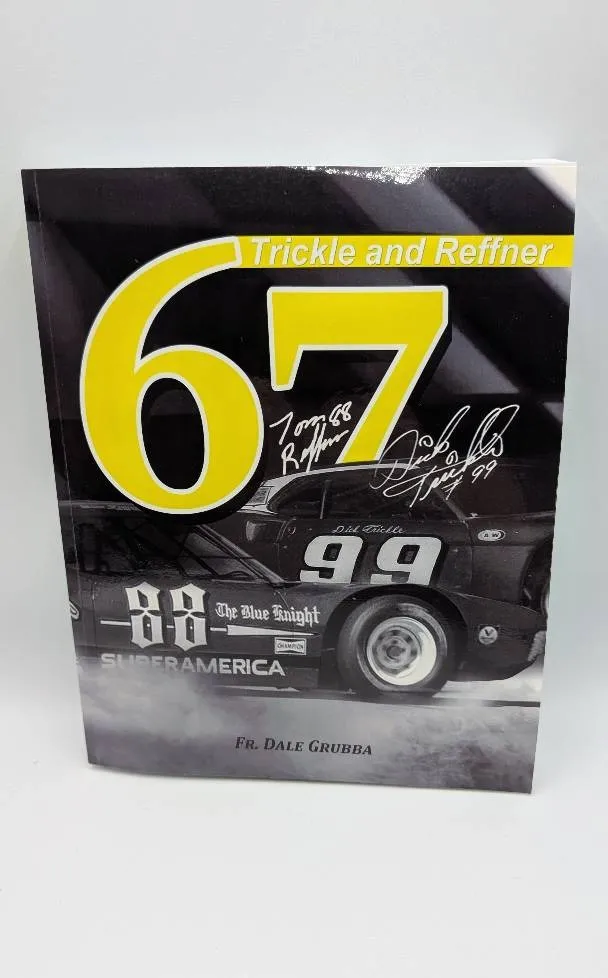 Trickle and Reffner
67
Tom 88
Reffner
Dick
Trickle
99
Dick Trickle
99
A&W
88 The Blue Knight
CHAMPION
SUPERAMERICA
FR. DALE GRUBBA